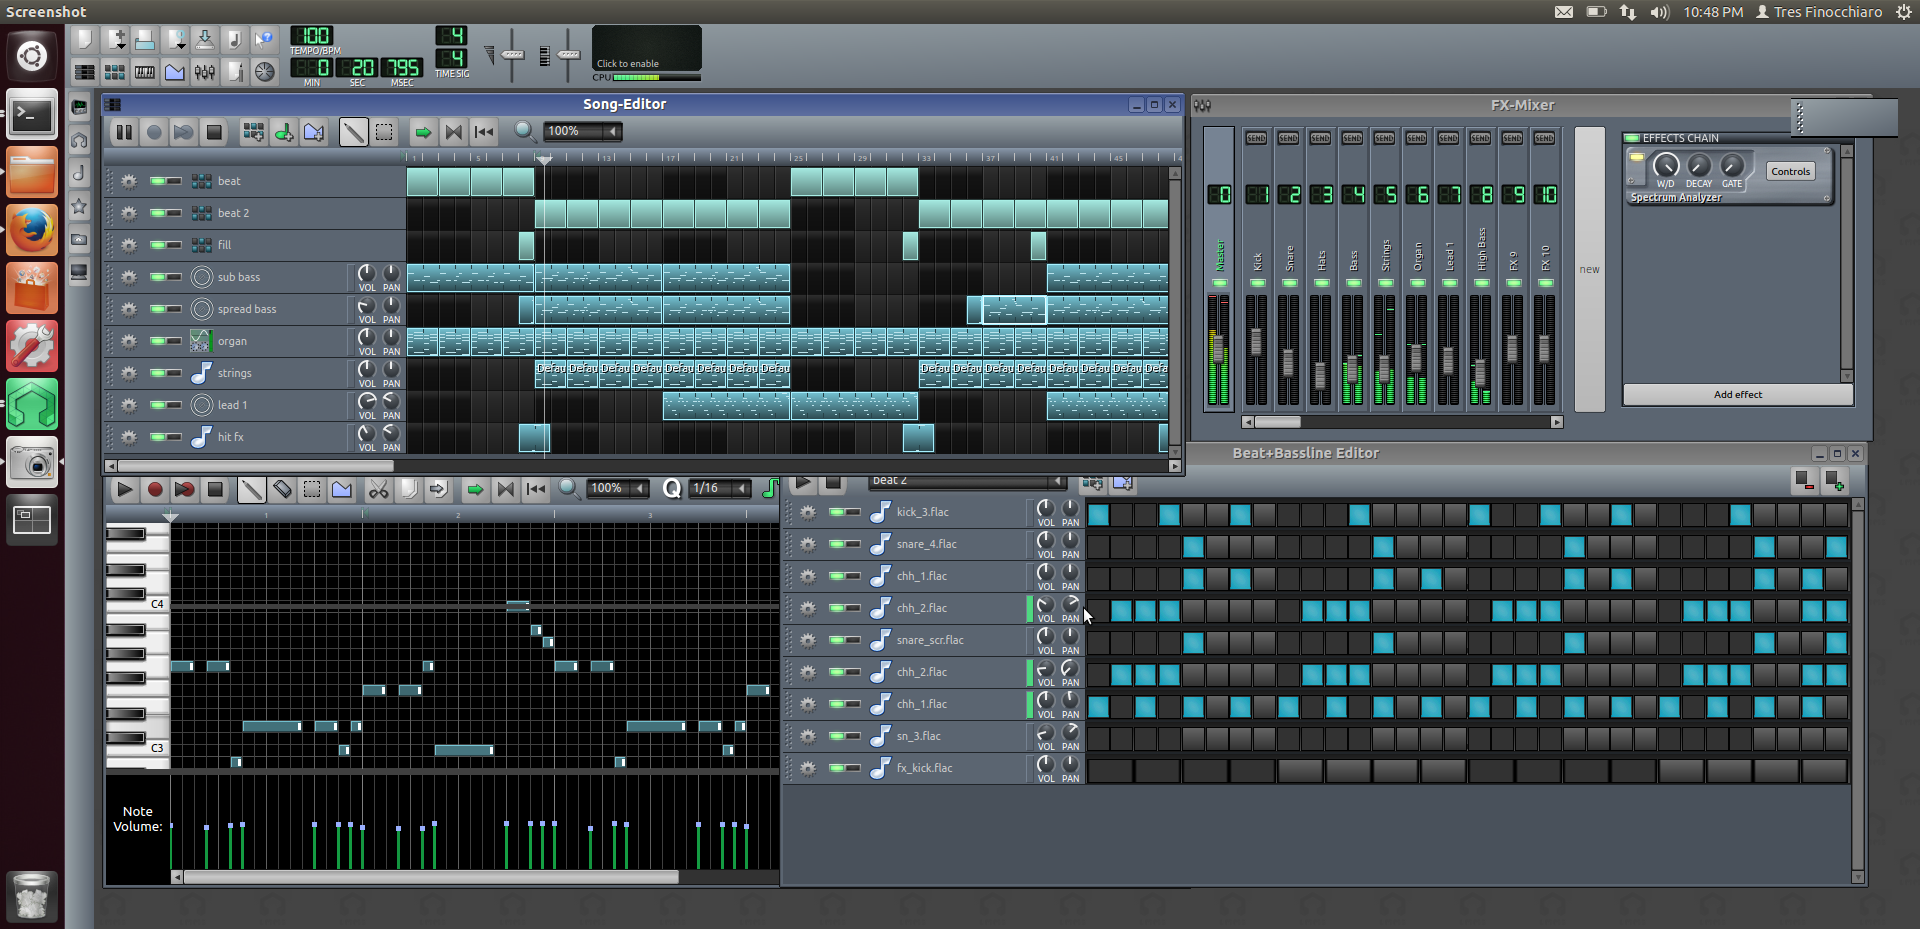 Screenshot
10:48 PM
Tres Finocchiaro
100
TEMPO/BPM
0
MIN
20
SEC
795
MSEC
4
4
TIME SIG
Click to enable
CPU
Song-Editor
100%
1 5 13 17 21 25 29 33 37 41 45
beat
beat 2
fill
sub bass
VOL PAN
spread bass
VOL PAN
organ
VOL PAN
strings
VOL PAN
Defau Defau Defau Defau Defau Defau Defau Defau
Defau Defau Defau Defau Defau Defau Defau Defau
lead 1
VOL PAN
hit fx
VOL PAN
FX-Mixer
SEND SEND SEND SEND SEND SEND SEND SEND SEND SEND
0 1 2 3 4 5 6 7 8 9 10
Master
Kick
Snare
Hats
Bass
Strings
Organ
Lead 1
High Bass
FX 9
FX 10
new
EFFECTS CHAIN
W/D DECAY GATE
Controls
Spectrum Analyzer
Add effect
100%
Q
1/16
1 2 3
C4
C3
Note
Volume:
Beat+Bassline Editor
beat 2
kick_3.flac
VOL PAN
snare_4.flac
VOL PAN
chh_1.flac
VOL PAN
chh_2.flac
VOL PAN
snare_scr.flac
VOL PAN
chh_2.flac
VOL PAN
chh_1.flac
VOL PAN
sn_3.flac
VOL PAN
fx_kick.flac
VOL PAN